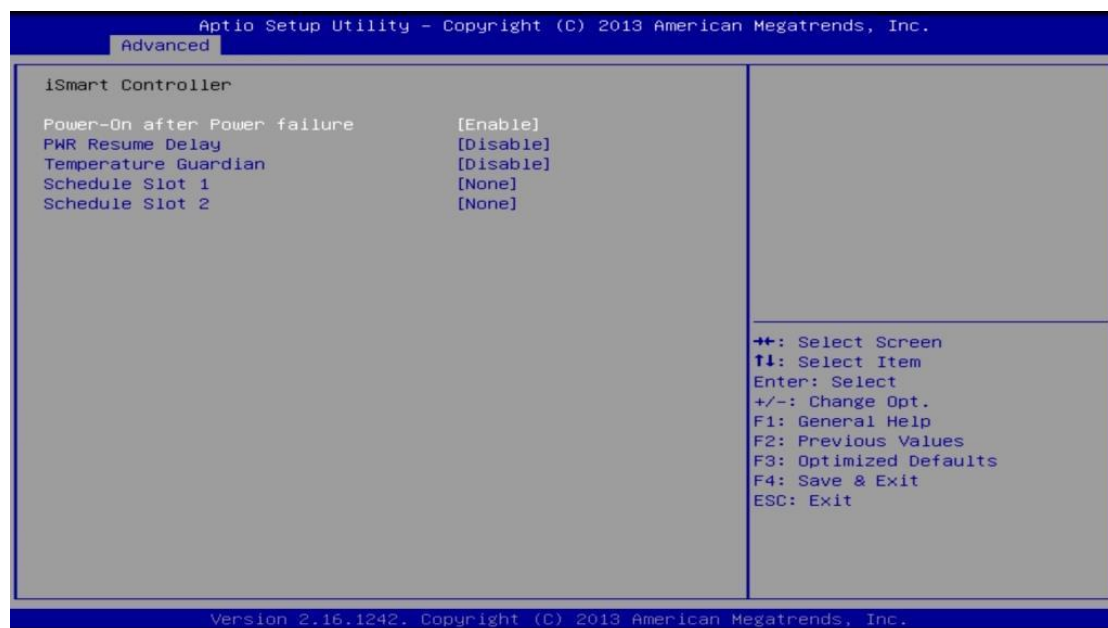 Aptio Setup Utility – Copyright (C) 2013 American Megatrends, Inc.
Advanced
iSmart Controller
Power-On after Power failure [Enable]
PWR Resume Delay [Disable]
Temperature Guardian [Disable]
Schedule Slot 1 [None]
Schedule Slot 2 [None]
→←: Select Screen
↑↓: Select Item
Enter: Select
+/-: Change Opt.
F1: General Help
F2: Previous Values
F3: Optimized Defaults
F4: Save & Exit
ESC: Exit
Version 2.16.1242. Copyright (C) 2013 American Megatrends, Inc.